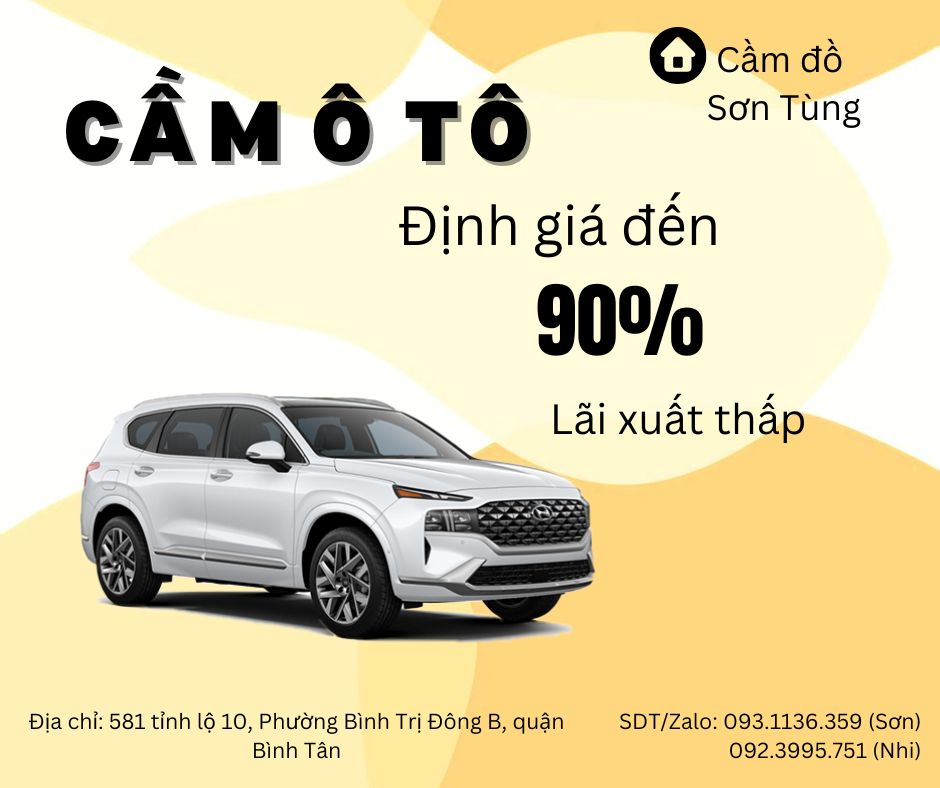 Cầm đồ
Sơn Tùng
CẦM Ô TÔ
Định giá đến
90%
Lãi xuất thấp
Địa chỉ: 581 tỉnh lộ 10, Phường Bình Trị Đông B, quận
Bình Tân
SDT/Zalo: 093.1136.359 (Sơn)
092.3995.751 (Nhi)